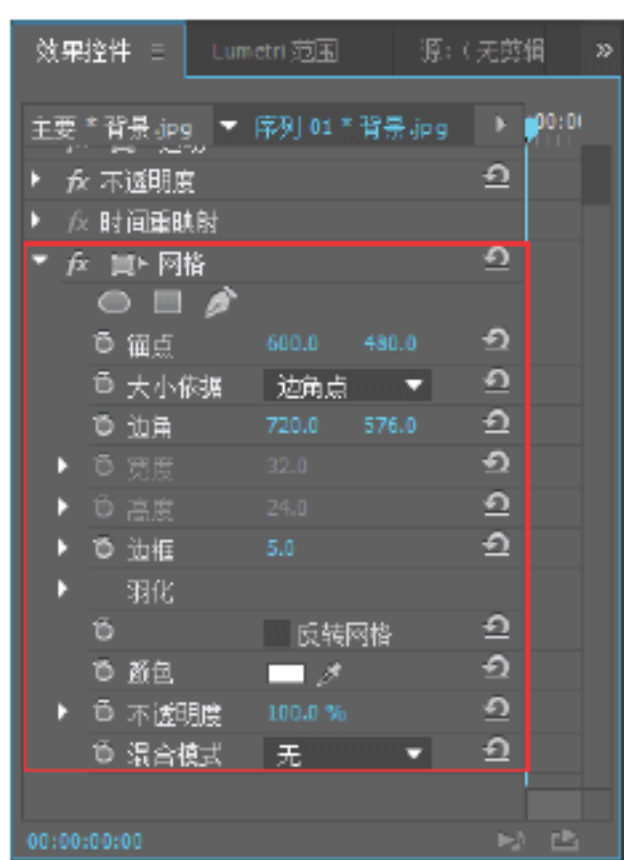 效果控件 Lumetri 范围 源:（无剪辑 »
主要 * 背景.jpg 序列 01 * 背景.jpg 00:00
fx 不透明度
fx 时间重映射
fx 网格
锚点 600.0 480.0
大小依据 边角点
边角 720.0 576.0
宽度 32.0
高度 24.0
边框 5.0
羽化
反转网格
颜色
不透明度 100.0 %
混合模式 无
00:00:00:00